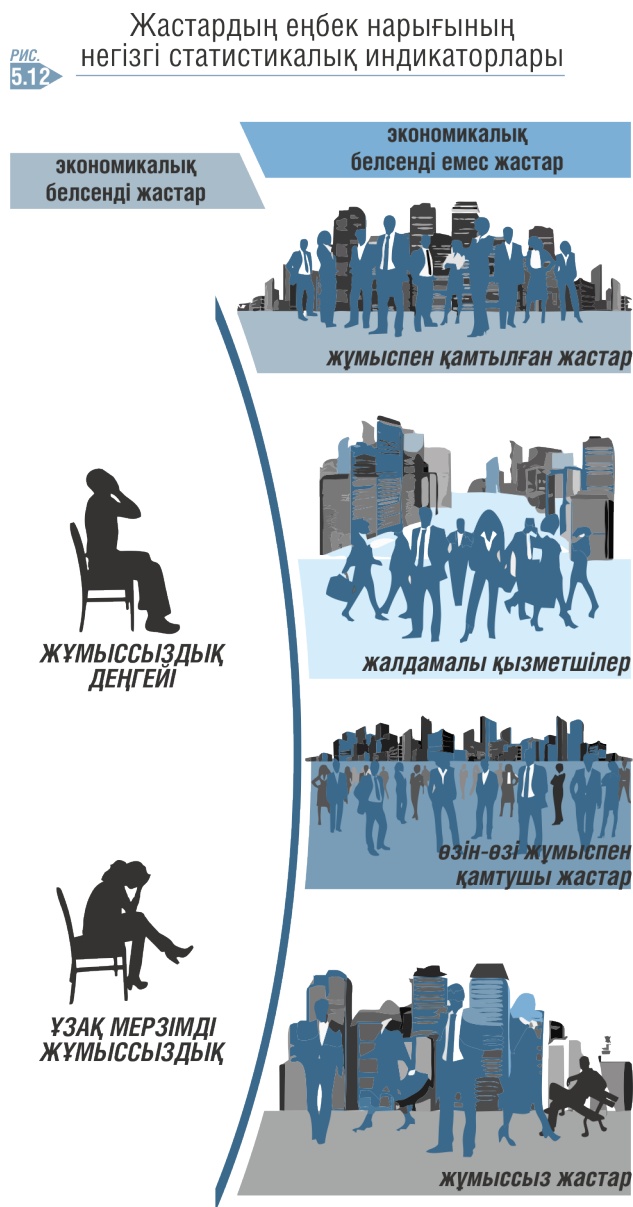 Жастардың еңбек нарығының
негізгі статистикалық индикаторлары
РИС.
5.12
экономикалық
белсенді емес жастар
экономикалық
белсенді жастар
жұмыспен қамтылған жастар
ЖҰМЫССЫЗДЫҚ
ДЕҢГЕЙІ
жалдамалы қызметшілер
өзін-өзі жұмыспен
қамтушы жастар
ҰЗАҚ МЕРЗІМДІ
ЖҰМЫССЫЗДЫҚ
жұмыссыз жастар